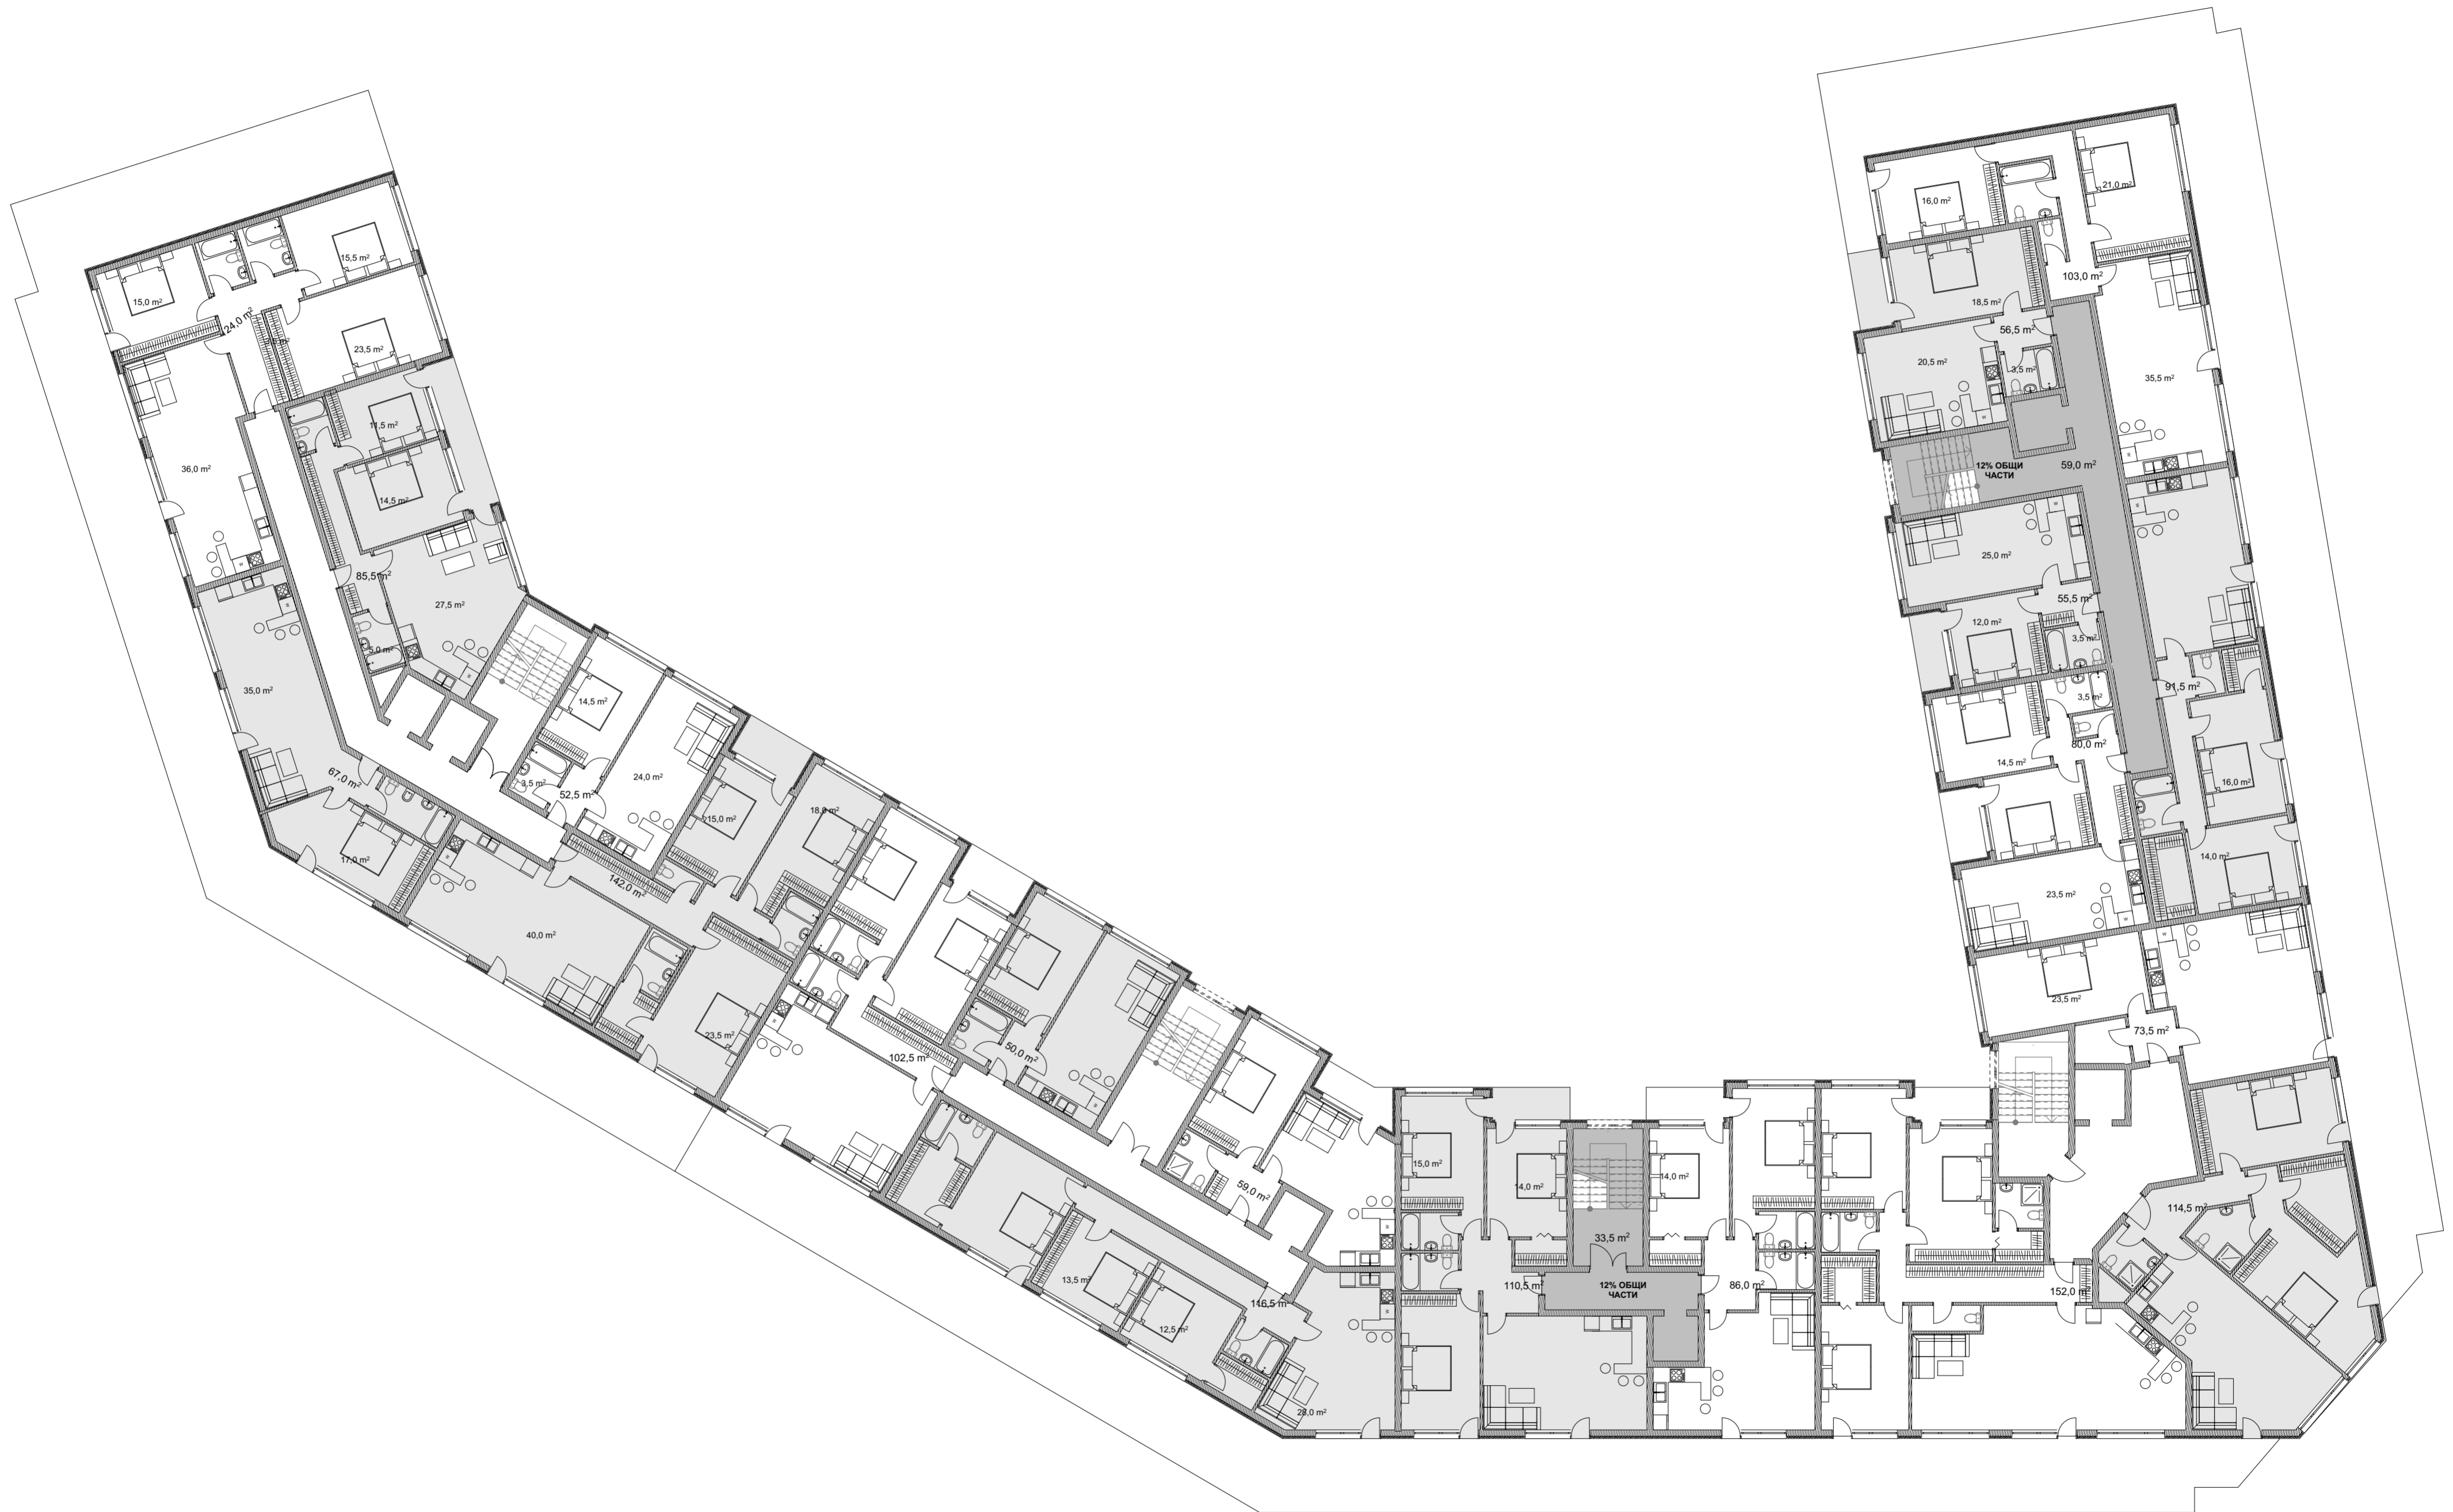 16,0 m²
21,0 m²
103,0 m²
18,5 m²
56,5 m²
20,5 m²
3,5 m²
35,5 m²
12% ОБЩИ
ЧАСТИ
59,0 m²
25,0 m²
55,5 m²
12,0 m²
3,5 m²
91,5 m²
3,5 m²
80,0 m²
14,5 m²
16,0 m²
14,0 m²
23,5 m²
23,5 m²
73,5 m²
114,5 m²
152,0 m²
15,5 m²
15,0 m²
24,0 m²
23,5 m²
11,5 m²
36,0 m²
14,5 m²
85,5 m²
27,5 m²
5,0 m²
35,0 m²
67,0 m²
17,0 m²
14,5 m²
24,0 m²
3,5 m²
52,5 m²
15,0 m²
18,0 m²
142,0 m²
40,0 m²
23,5 m²
102,5 m²
50,0 m²
59,0 m²
13,5 m²
12,5 m²
116,5 m²
28,0 m²
15,0 m²
14,0 m²
14,0 m²
33,5 m²
110,5 m²
12% ОБЩИ
ЧАСТИ
86,0 m²